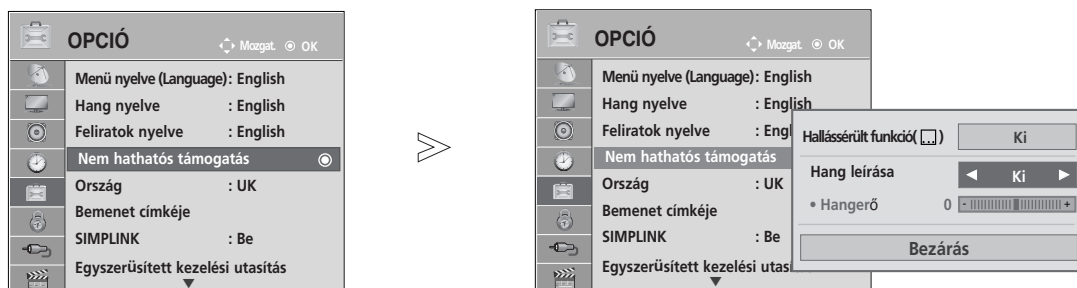 OPCIÓ
Mozgat. OK
Menü nyelve (Language) : English
Hang nyelve : English
Feliratok nyelve : English
Nem hathatós támogatás
Ország : UK
Bemenet címkéje
SIMPLINK : Be
Egyszerűsített kezelési utasítás
OPCIÓ
Mozgat. OK
Menü nyelve (Language) : English
Hang nyelve : English
Feliratok nyelve : Engl
Nem hathatós támogatás
Ország : UK
Bemenet címkéje
SIMPLINK : Be
Egyszerűsített kezelési utasí
Hallássérült funkció( ) Ki
Hang leírása ◀ Ki ▶
• Hangerő 0 - +
Bezárás